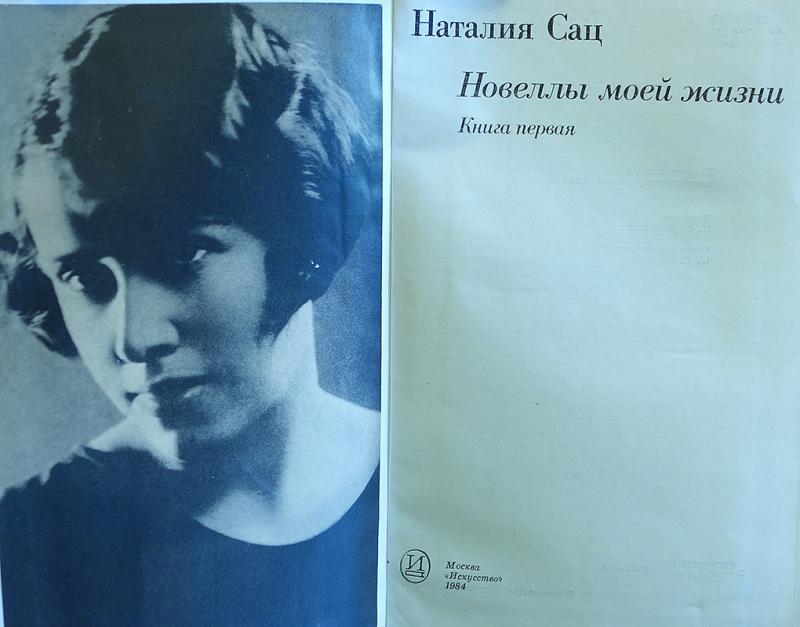 Наталия Сац
Новеллы моей жизни
Книга первая
И
Москва
«Искусство»
1984